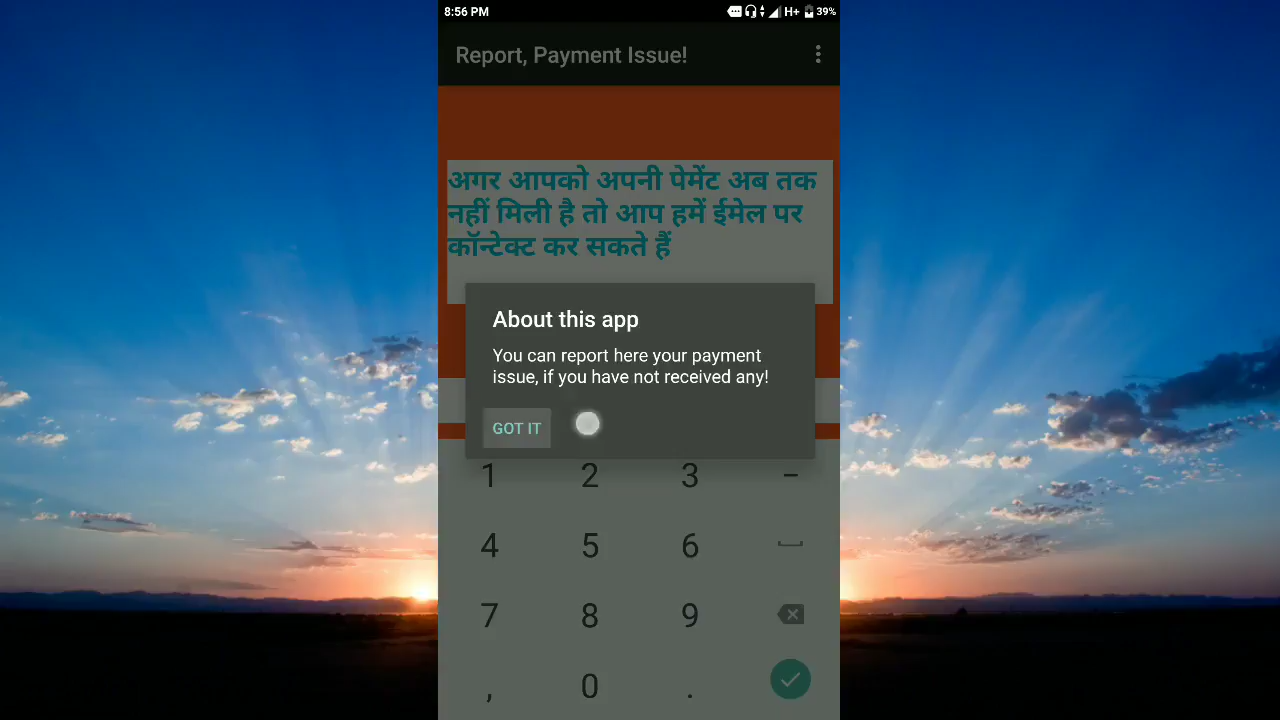 8:56 PM
H+ 39%
Report, Payment Issue!
अगर आपको अपनी पेमेंट अब तक
नहीं मिली है तो आप हमें ईमेल पर
कॉन्टेक्ट कर सकते हैं
About this app
You can report here your payment
issue, if you have not received any!
GOT IT
1 2 3 –
4 5 6
7 8 9
, 0 .